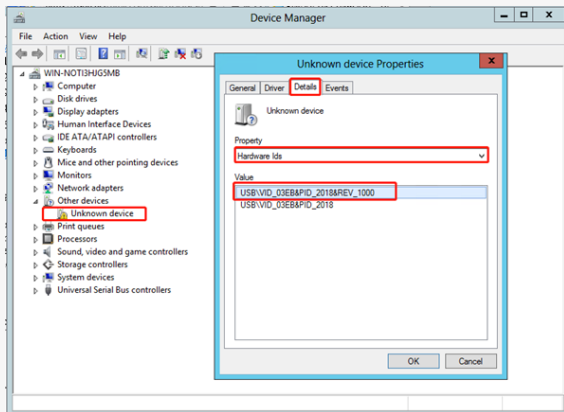 Device Manager
File Action View Help
WIN-NOTI3HJG5MB
Computer
Disk drives
Display adapters
Human Interface Devices
IDE ATA/ATAPI controllers
Keyboards
Mice and other pointing devices
Monitors
Network adapters
Other devices
Unknown device
Print queues
Processors
Sound, video and game controllers
Storage controllers
System devices
Universal Serial Bus controllers
Unknown device Properties
General Driver Details Events
Unknown device
Property
Hardware Ids
Value
USB\VID_03EB&PID_2018&REV_1000
USB\VID_03EB&PID_2018
OK Cancel